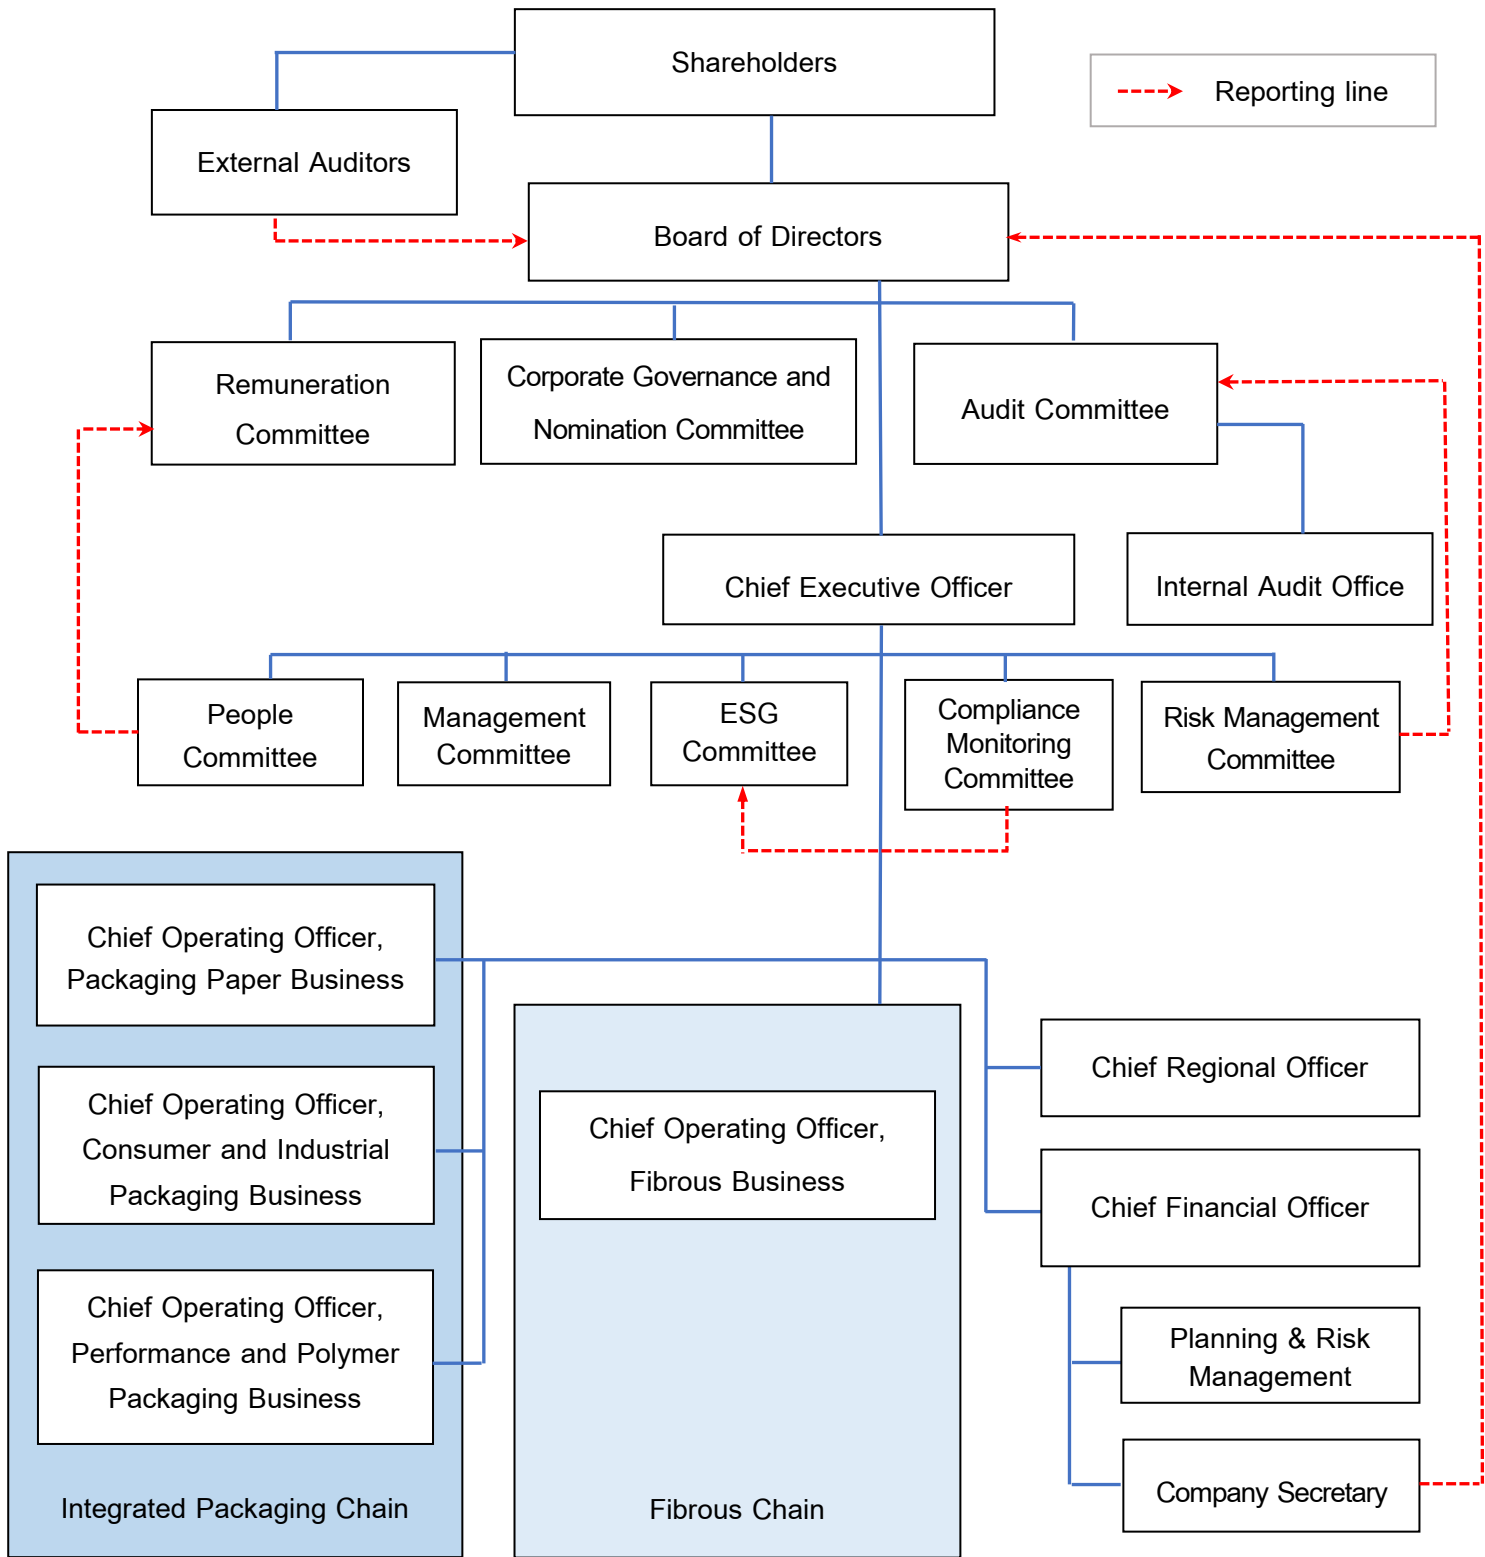 Shareholders
Reporting line
External Auditors
Board of Directors
Remuneration
Committee
Corporate Governance and
Nomination Committee
Audit Committee
Chief Executive Officer
Internal Audit Office
People
Committee
Management
Committee
ESG
Committee
Compliance
Monitoring
Committee
Risk Management
Committee
Chief Operating Officer,
Packaging Paper Business
Chief Operating Officer,
Consumer and Industrial
Packaging Business
Chief Operating Officer,
Performance and Polymer
Packaging Business
Integrated Packaging Chain
Chief Operating Officer,
Fibrous Business
Fibrous Chain
Chief Regional Officer
Chief Financial Officer
Planning & Risk
Management
Company Secretary